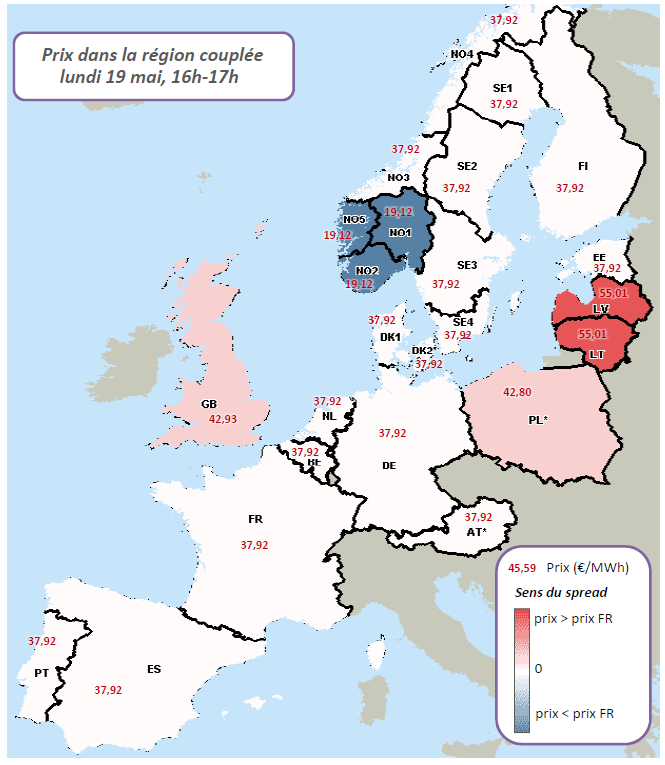 Prix dans la région couplée
lundi 19 mai, 16h-17h
37,92
NO4
SE1
37,92
37,92
NO3
SE2
37,92
FI
37,92
NO5
19,12
19,12
NO1
NO2
19,12
SE3
37,92
EE
37,92
55,01
LV
55,01
LT
37,92
DK1
SE4
37,92
DK2*
37,92
GB
42,93
37,92
NL
37,92
BE
37,92
DE
42,80
PL*
FR
37,92
37,92
AT*
37,92
PT
ES
37,92
45,59 Prix (€/MWh)
Sens du spread
prix > prix FR
0
prix < prix FR